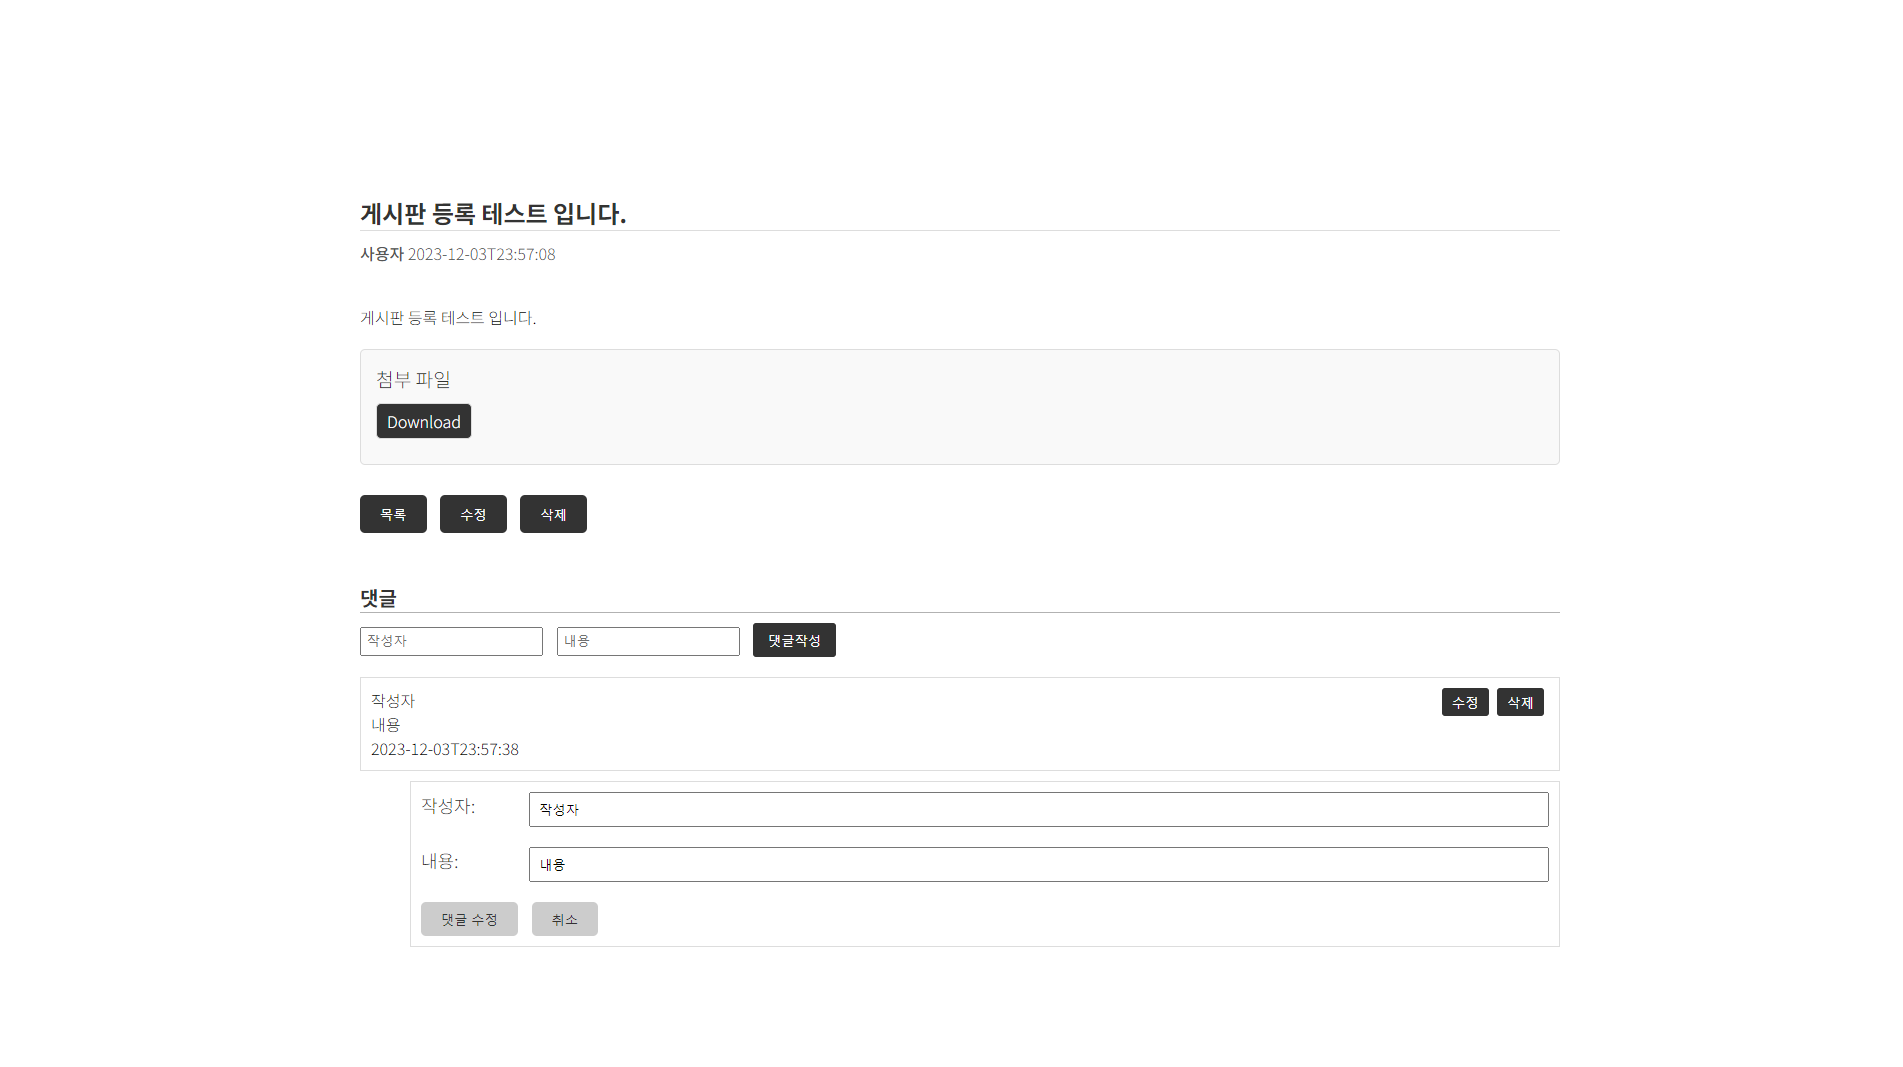 게시판 등록 테스트 입니다.
사용자 2023-12-03T23:57:08
게시판 등록 테스트 입니다.
첨부 파일
Download
목록 수정 삭제
댓글
작성자 내용 댓글작성
작성자 수정 삭제
내용
2023-12-03T23:57:38
작성자: 작성자
내용: 내용
댓글 수정 취소